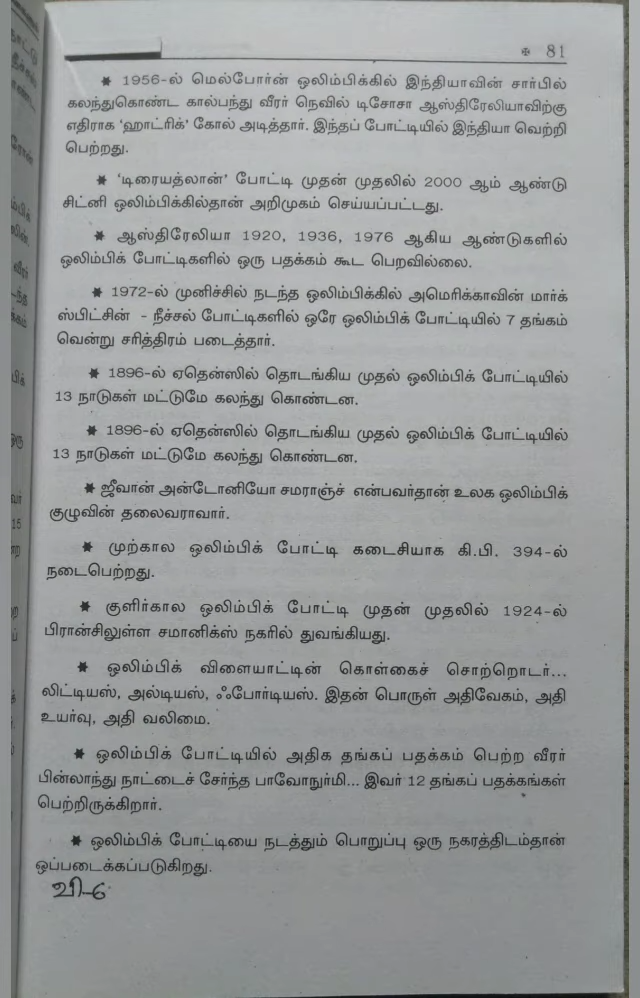 ✠ 81
★ 1956-ல் மெல்போர்ன் ஒலிம்பிக்கில் இந்தியாவின் சார்பில்
கலந்துகொண்ட கால்பந்து வீரர் நெவில் டிசோசா ஆஸ்திரேலியாவிற்கு
எதிராக ‘ஹாட்ரிக்’ கோல் அடித்தார். இந்தப் போட்டியில் இந்தியா வெற்றி
பெற்றது.
★ ‘டிரையத்லான்’ போட்டி முதன் முதலில் 2000 ஆம் ஆண்டு
சிட்னி ஒலிம்பிக்கில்தான் அறிமுகம் செய்யப்பட்டது.
★ ஆஸ்திரேலியா 1920, 1936, 1976 ஆகிய ஆண்டுகளில்
ஒலிம்பிக் போட்டிகளில் ஒரு பதக்கம் கூட பெறவில்லை.
★ 1972-ல் முனிச்சில் நடந்த ஒலிம்பிக்கில் அமெரிக்காவின் மார்க்
ஸ்பிட்சின் - நீச்சல் போட்டிகளில் ஒரே ஒலிம்பிக் போட்டியில் 7 தங்கம்
வென்று சரித்திரம் படைத்தார்.
★ 1896-ல் ஏதென்ஸில் தொடங்கிய முதல் ஒலிம்பிக் போட்டியில்
13 நாடுகள் மட்டுமே கலந்து கொண்டன.
★ 1896-ல் ஏதென்ஸில் தொடங்கிய முதல் ஒலிம்பிக் போட்டியில்
13 நாடுகள் மட்டுமே கலந்து கொண்டன.
★ ஜீவான் அன்டோனியோ சமராஞ்ச் என்பவர்தான் உலக ஒலிம்பிக்
குழுவின் தலைவராவார்.
★ முற்கால ஒலிம்பிக் போட்டி கடைசியாக கி.பி. 394-ல்
நடைபெற்றது.
★ குளிர்கால ஒலிம்பிக் போட்டி முதன் முதலில் 1924-ல்
பிரான்சிலுள்ள சமானிக்ஸ் நகரில் துவங்கியது.
★ ஒலிம்பிக் விளையாட்டின் கொள்கைச் சொற்றொடர்...
லிட்டியஸ், அல்டியஸ், ஃபோர்டியஸ். இதன் பொருள் அதிவேகம், அதி
உயர்வு, அதி வலிமை.
★ ஒலிம்பிக் போட்டியில் அதிக தங்கப் பதக்கம் பெற்ற வீரர்
பின்லாந்து நாட்டைச் சேர்ந்த பாவோநுர்மி... இவர் 12 தங்கப் பதக்கங்கள்
பெற்றிருக்கிறார்.
★ ஒலிம்பிக் போட்டியை நடத்தும் பொறுப்பு ஒரு நகரத்திடம்தான்
ஒப்படைக்கப்படுகிறது.
வி-6